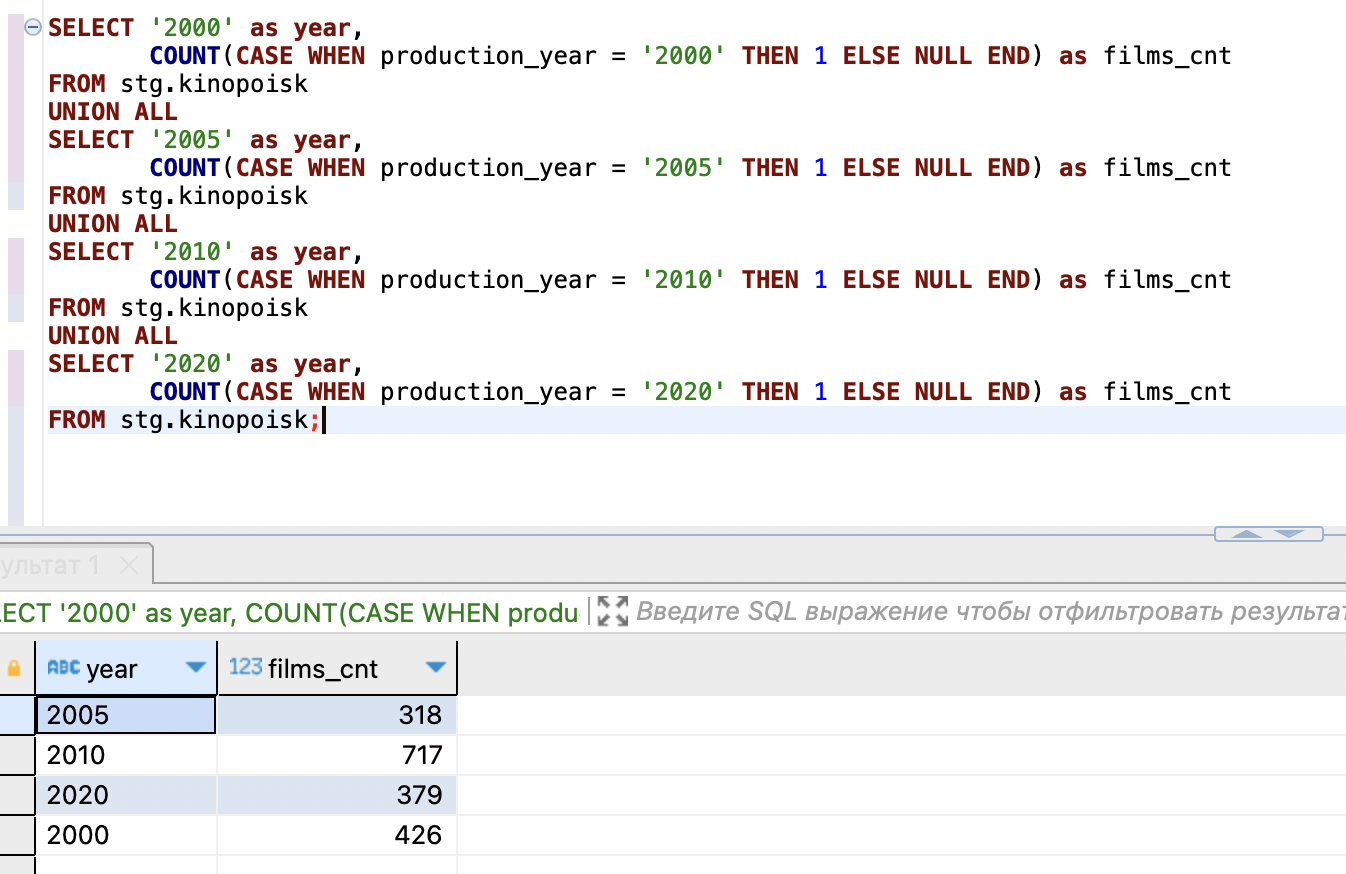 SELECT '2000' as year,
COUNT(CASE WHEN production_year = '2000' THEN 1 ELSE NULL END) as films_cnt
FROM stg.kinopoisk
UNION ALL
SELECT '2005' as year,
COUNT(CASE WHEN production_year = '2005' THEN 1 ELSE NULL END) as films_cnt
FROM stg.kinopoisk
UNION ALL
SELECT '2010' as year,
COUNT(CASE WHEN production_year = '2010' THEN 1 ELSE NULL END) as films_cnt
FROM stg.kinopoisk
UNION ALL
SELECT '2020' as year,
COUNT(CASE WHEN production_year = '2020' THEN 1 ELSE NULL END) as films_cnt
FROM stg.kinopoisk;
ультат 1
ECT '2000' as year, COUNT(CASE WHEN produ Введите SQL выражение чтобы отфильтровать результат
ABC year 123 films_cnt
2005 318
2010 717
2020 379
2000 426